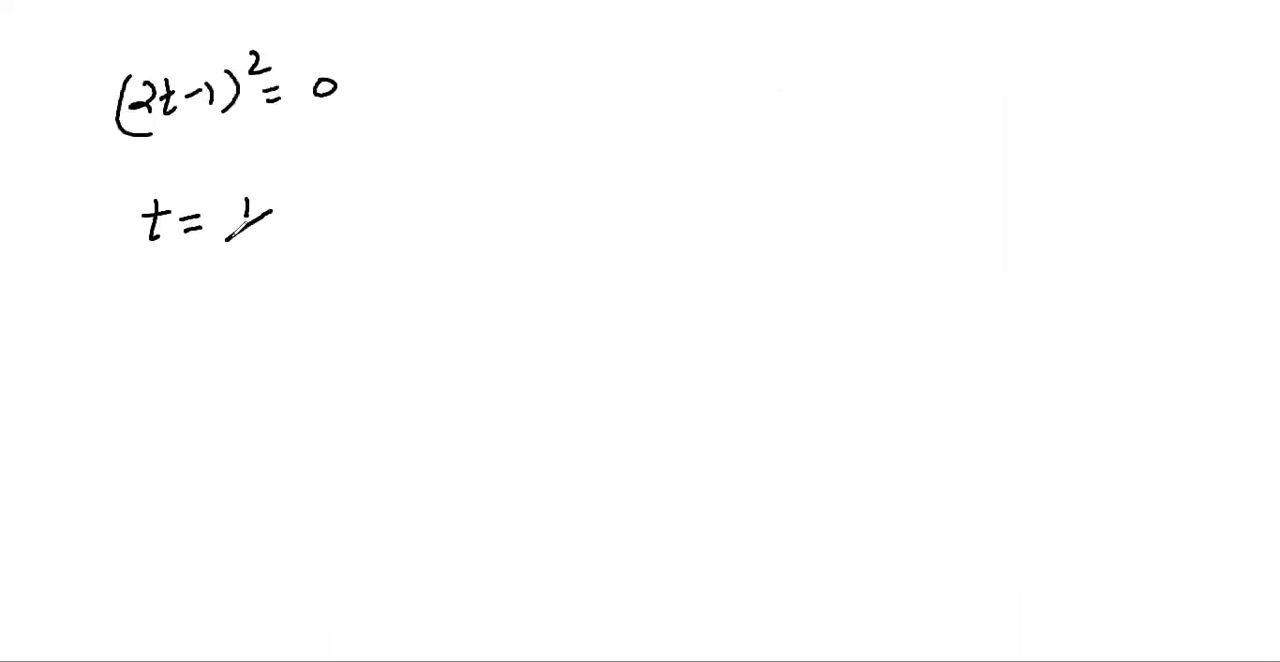 (2t-1)² = 0
t = 1/